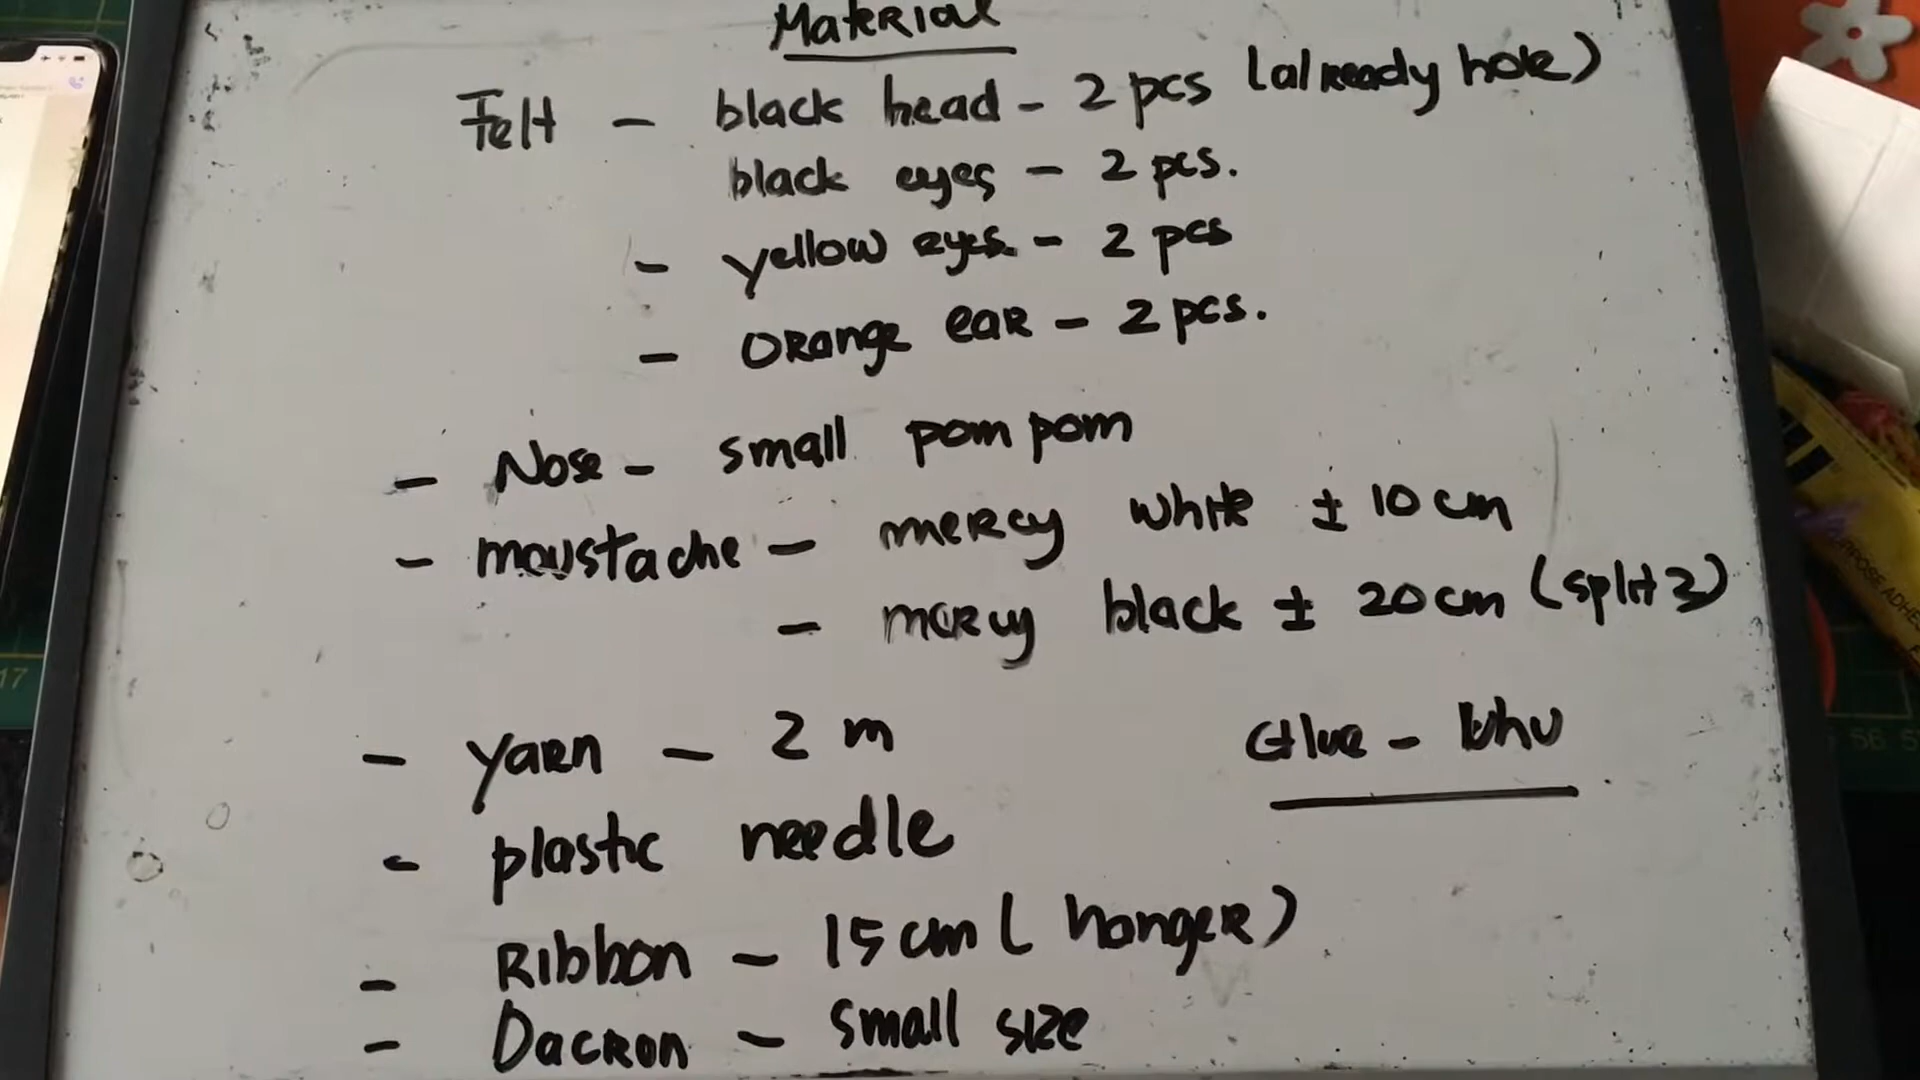 Material
Felt - black head - 2 pcs (already hole)
black eyes - 2 pcs.
- yellow eyes. - 2 pcs
- Orange ear - 2 pcs.
- Nose - small pom pom
- moustache - mercy white ± 10 cm
- mercy black ± 20 cm (split 3)
- Yarn - 2 m
Glue - Uhu
- plastic needle
- Ribbon - 15 cm ( hanger)
- Dacron - small size
17